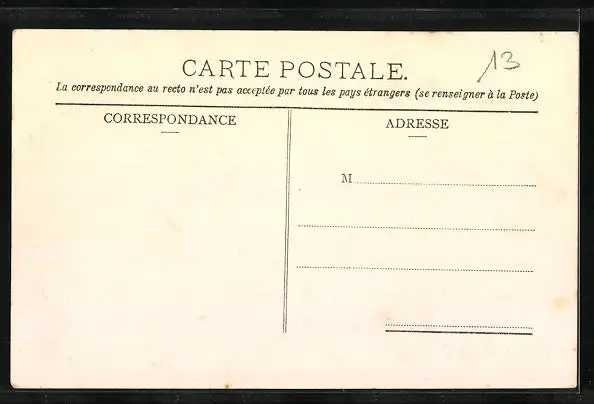 CARTE POSTALE.
13
La correspondance au recto n'est pas acceptée par tous les pays étrangers (se renseigner à la Poste)
CORRESPONDANCE
ADRESSE
M